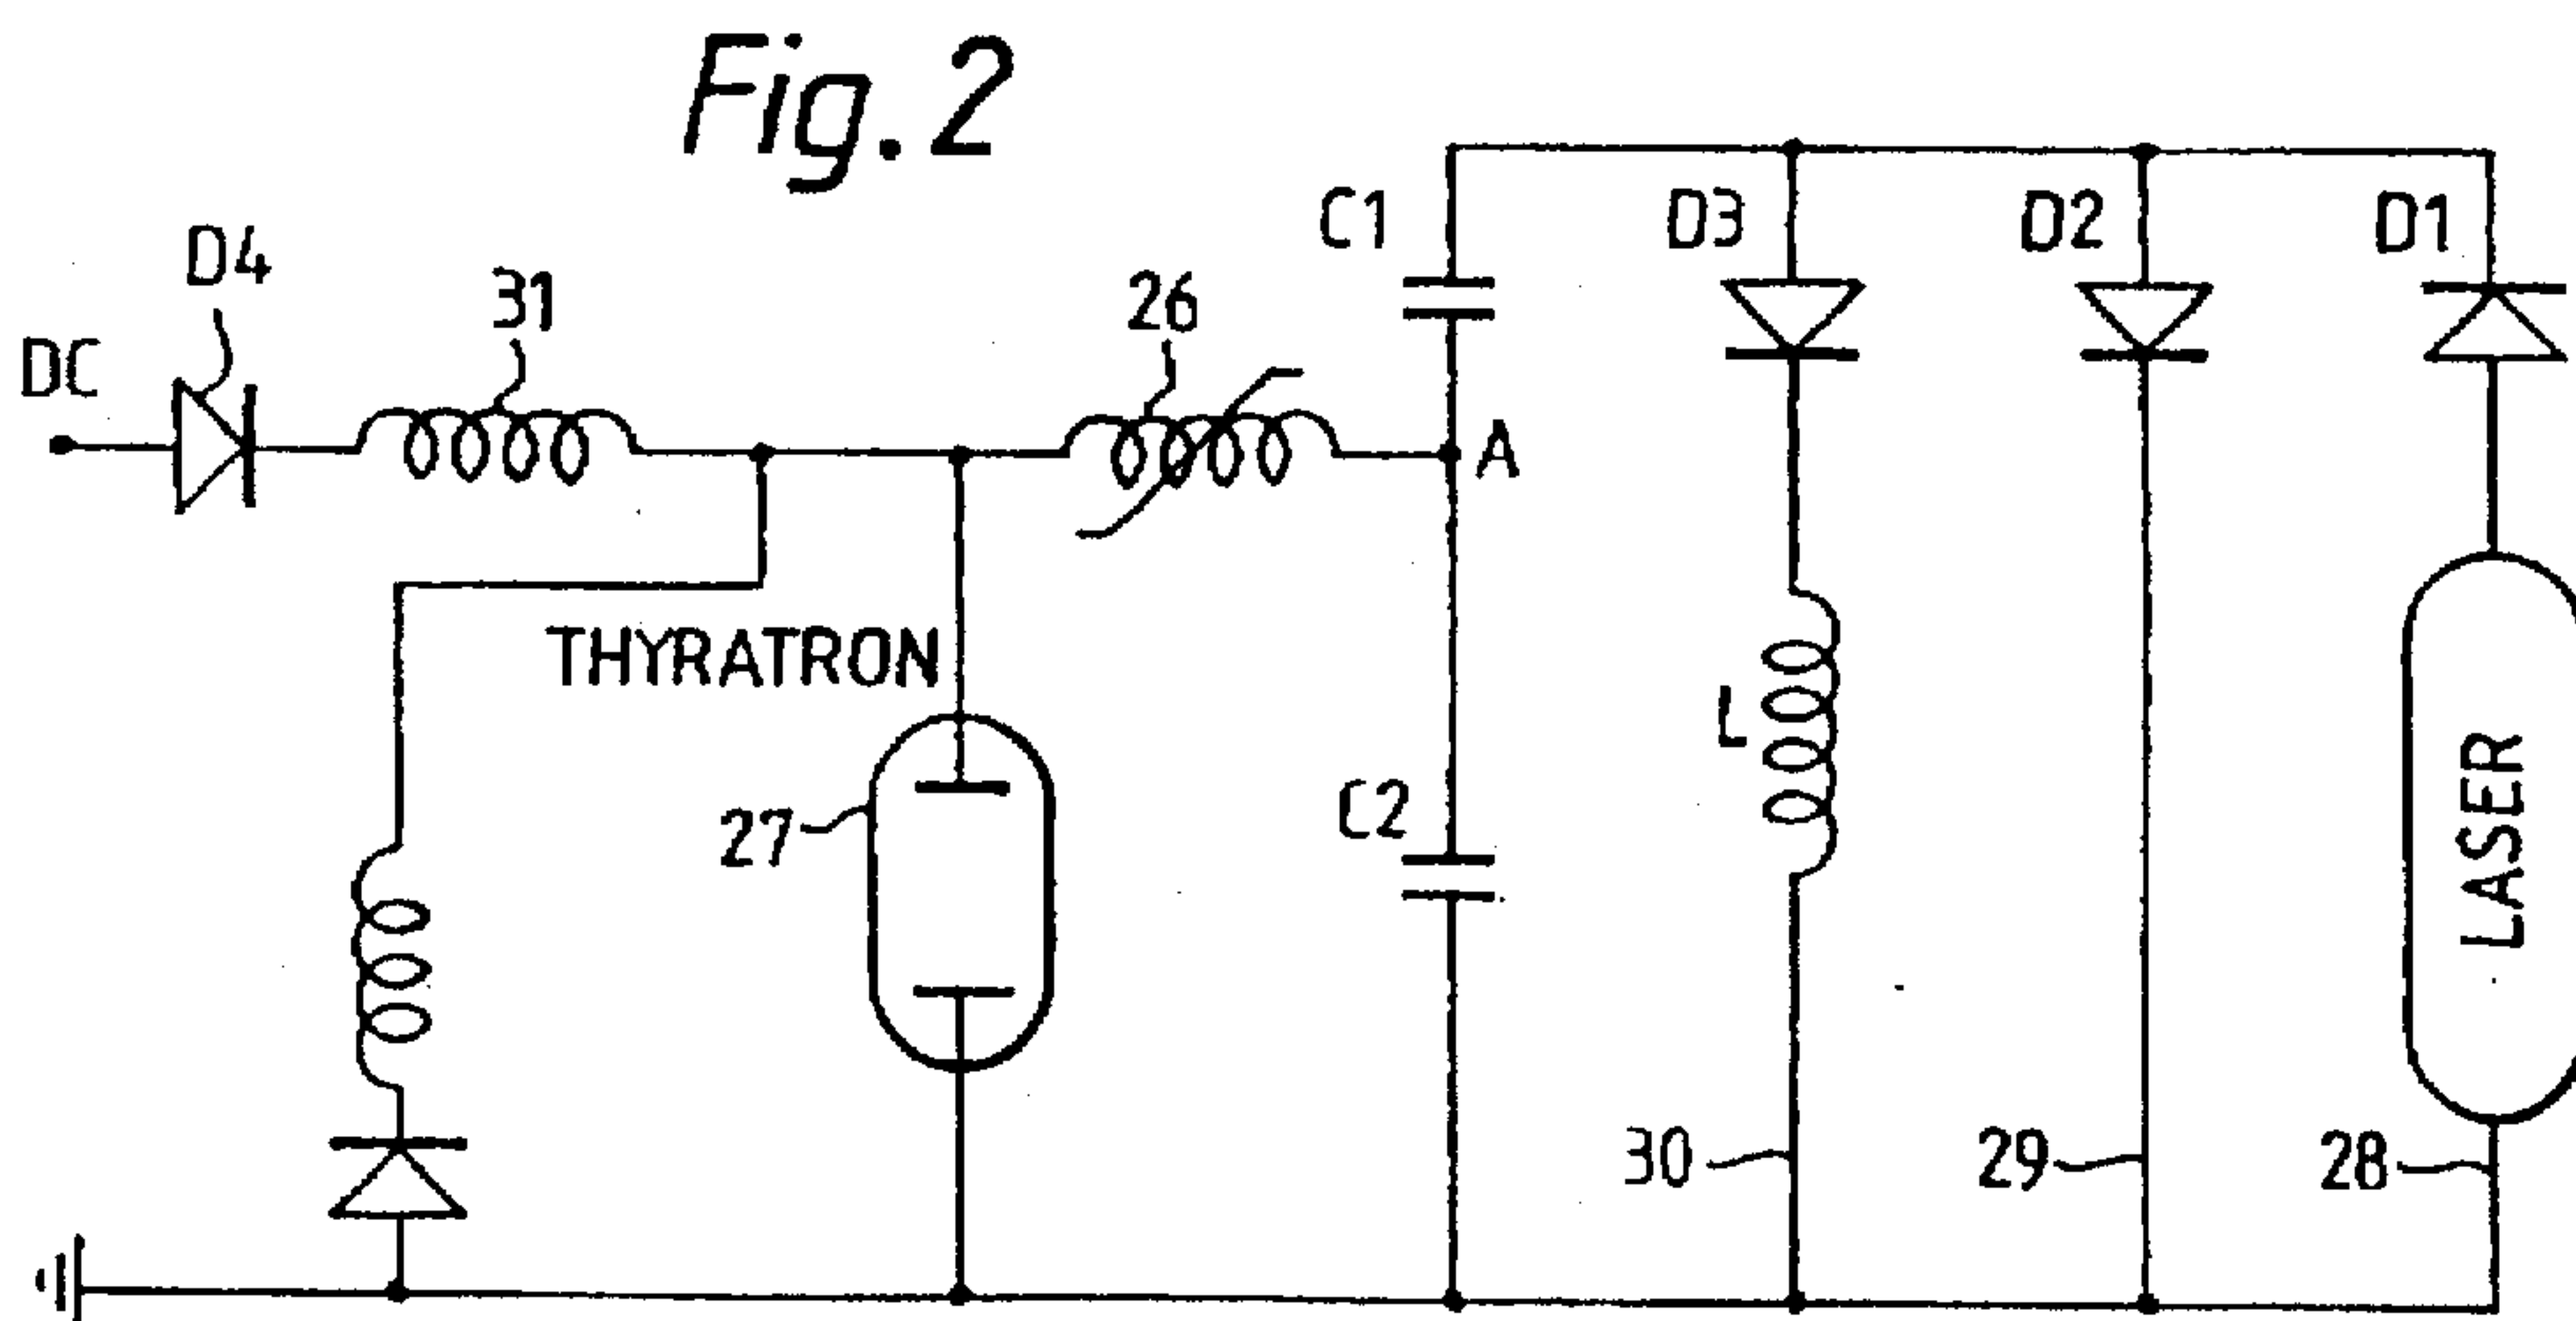 Fig. 2
D4
DC
31
26
C1
D3
D2
D1
A
THYRATRON
27
L
C2
LASER
30
29
28